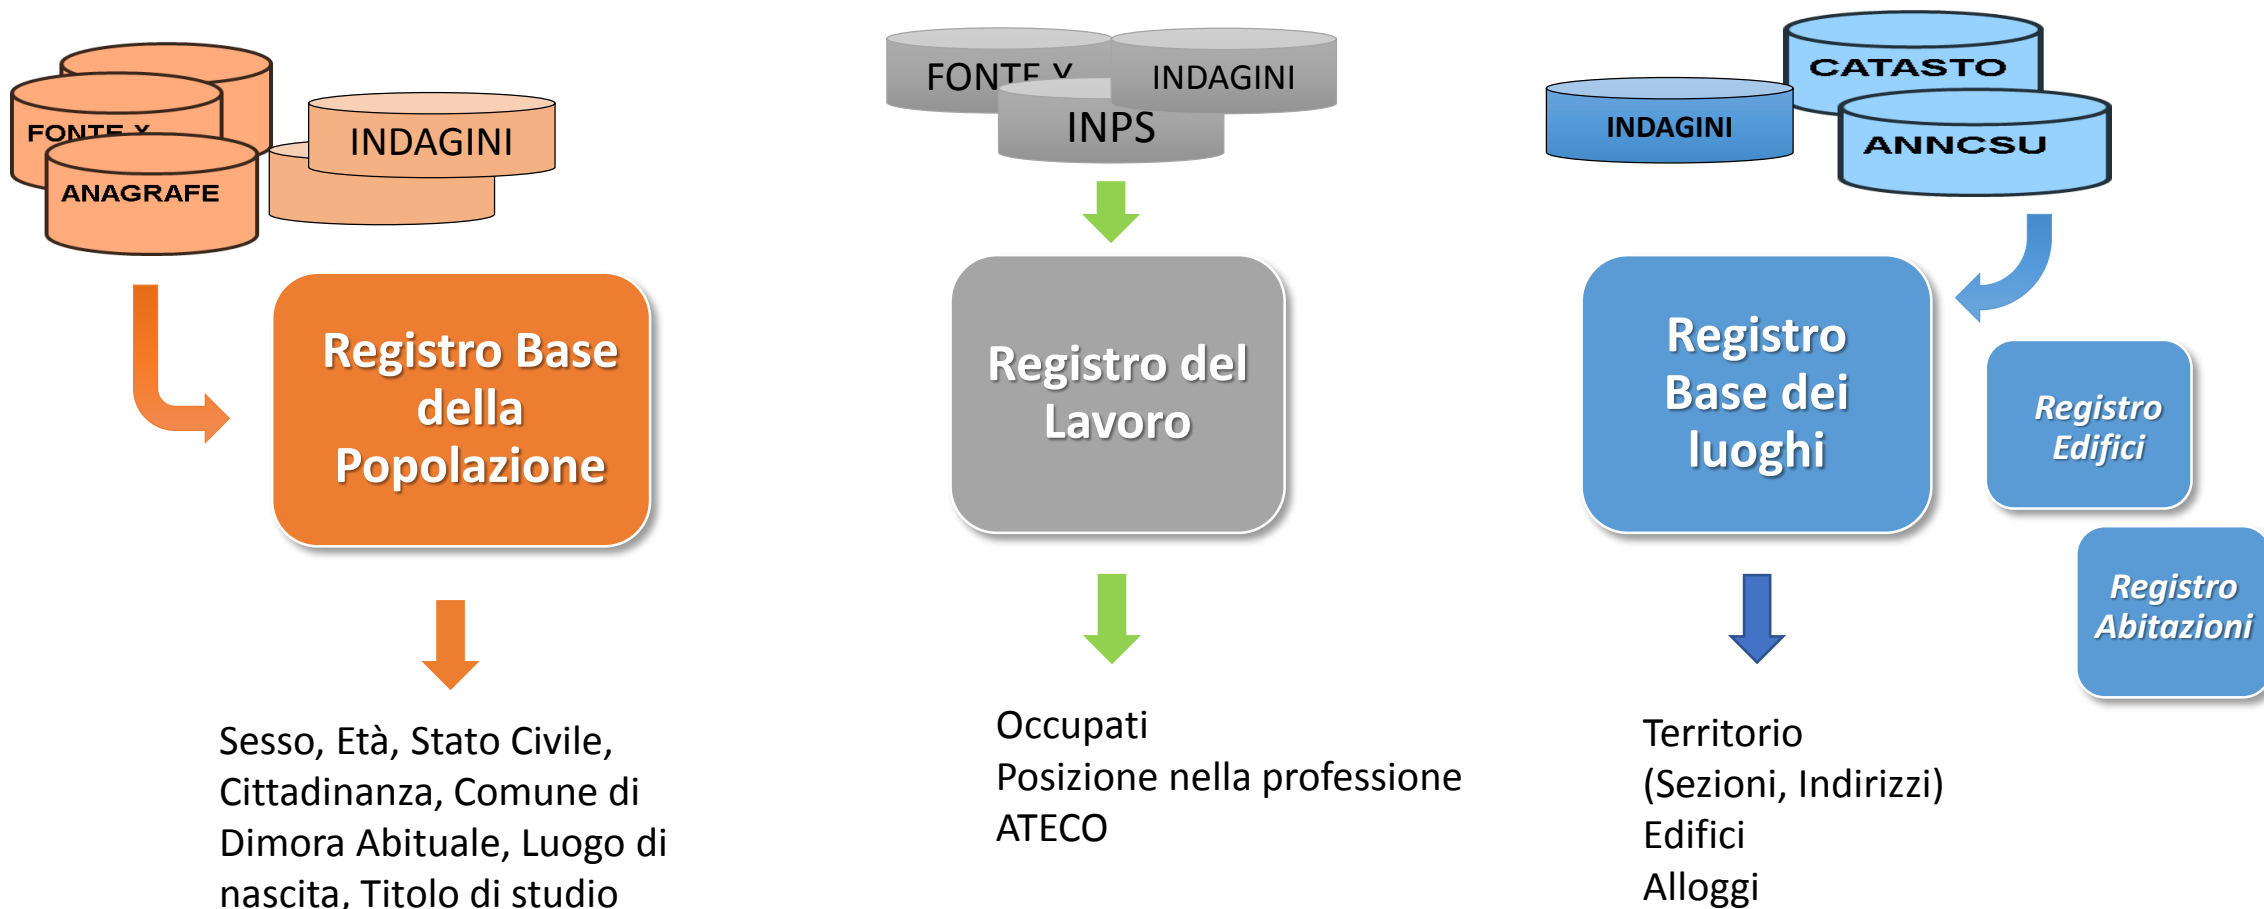 FONTE Y
ANAGRAFE
INDAGINI
Registro Base
della
Popolazione
Sesso, Età, Stato Civile,
Cittadinanza, Comune di
Dimora Abituale, Luogo di
nascita, Titolo di studio
FONTE Y
INDAGINI
INPS
Registro del
Lavoro
Occupati
Posizione nella professione
ATECO
CATASTO
INDAGINI
ANNCSU
Registro
Base dei
luoghi
Registro
Edifici
Registro
Abitazioni
Territorio
(Sezioni, Indirizzi)
Edifici
Alloggi